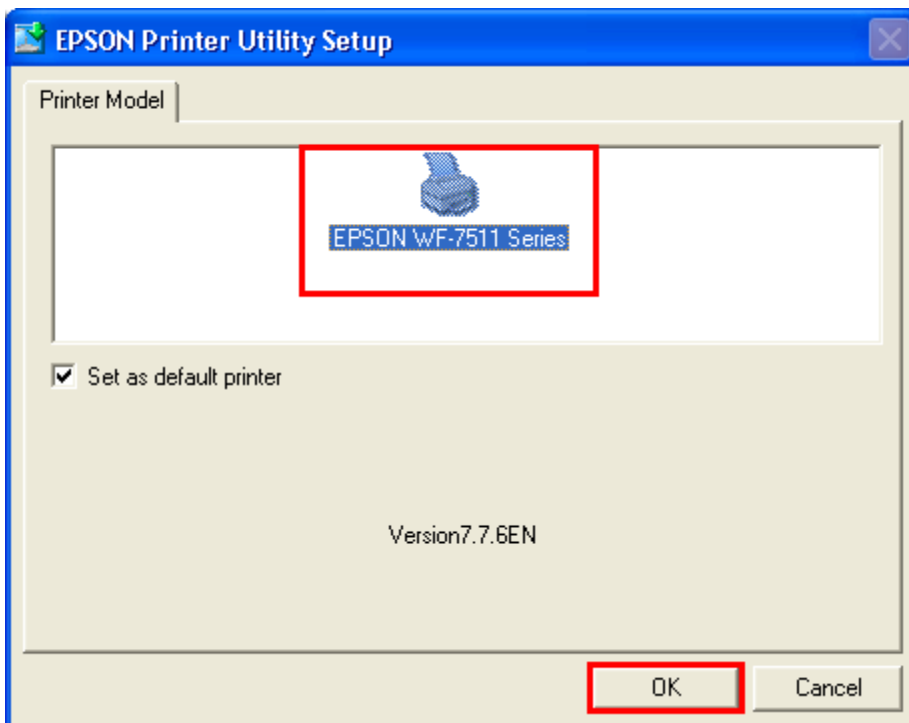 EPSON Printer Utility Setup
Printer Model
EPSON WF-7511 Series
Set as default printer
Version7.7.6EN
OK
Cancel